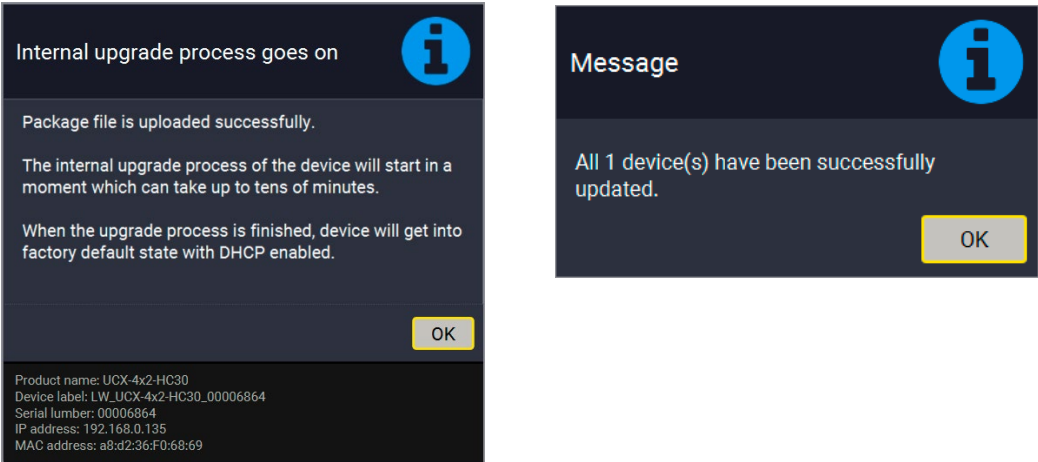 Internal upgrade process goes on
Package file is uploaded successfully.
The internal upgrade process of the device will start in a
moment which can take up to tens of minutes.
When the upgrade process is finished, device will get into
factory default state with DHCP enabled.
OK
Product name: UCX-4x2-HC30
Device label: LW_UCX-4x2-HC30_00006864
Serial lumber: 00006864
IP address: 192.168.0.135
MAC address: a8:d2:36:F0:68:69
Message
All 1 device(s) have been successfully
updated.
OK